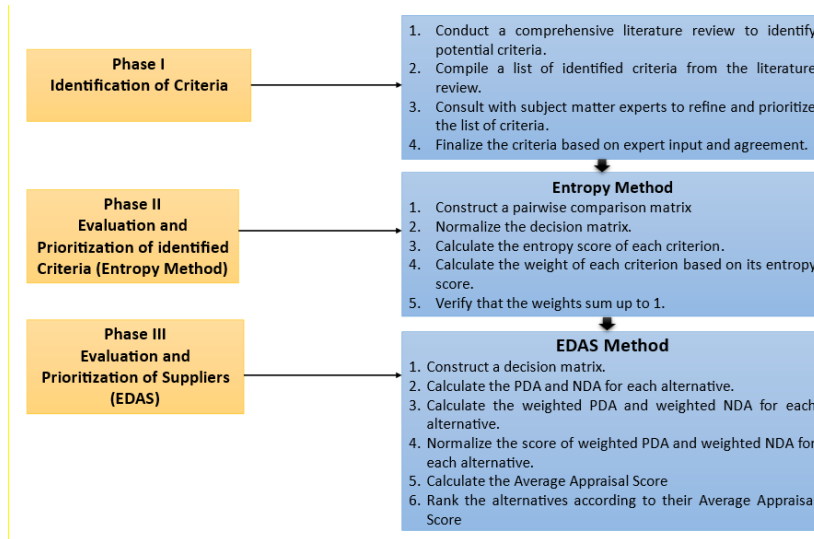 Phase I
Identification of Criteria
1. Conduct a comprehensive literature review to identify
potential criteria.
2. Compile a list of identified criteria from the literature
review.
3. Consult with subject matter experts to refine and prioritize
the list of criteria.
4. Finalize the criteria based on expert input and agreement.
Phase II
Evaluation and
Prioritization of identified
Criteria (Entropy Method)
Entropy Method
1. Construct a pairwise comparison matrix
2. Normalize the decision matrix.
3. Calculate the entropy score of each criterion.
4. Calculate the weight of each criterion based on its entropy
score.
5. Verify that the weights sum up to 1.
Phase III
Evaluation and
Prioritization of Suppliers
(EDAS)
EDAS Method
1. Construct a decision matrix.
2. Calculate the PDA and NDA for each alternative.
3. Calculate the weighted PDA and weighted NDA for each
alternative.
4. Normalize the score of weighted PDA and weighted NDA for
each alternative.
5. Calculate the Average Appraisal Score
6. Rank the alternatives according to their Average Appraisal
Score